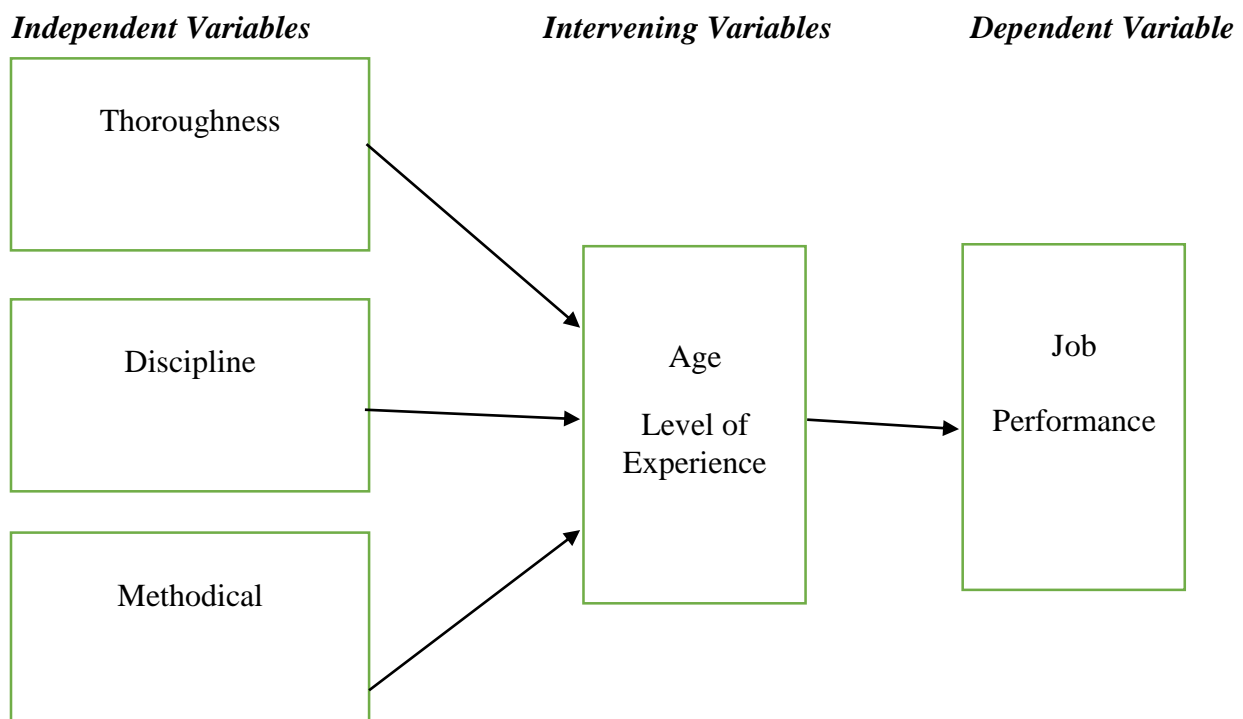 Independent Variables
Intervening Variables
Dependent Variable
Thoroughness
Discipline
Methodical
Age
Level of
Experience
Job
Performance